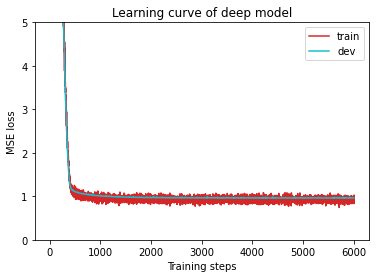 Learning curve of deep model
train
dev
MSE loss
5
4
3
2
1
0
0 1000 2000 3000 4000 5000 6000
Training steps